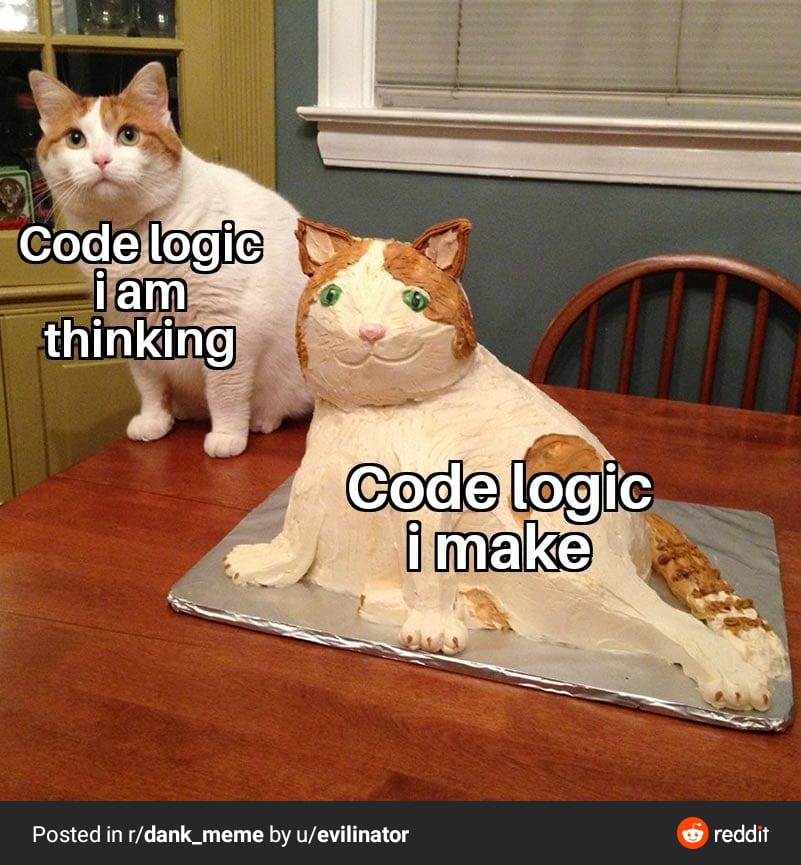 Code logic
i am
thinking
Code logic
i make
Posted in r/dank_meme by u/evilinator
reddit